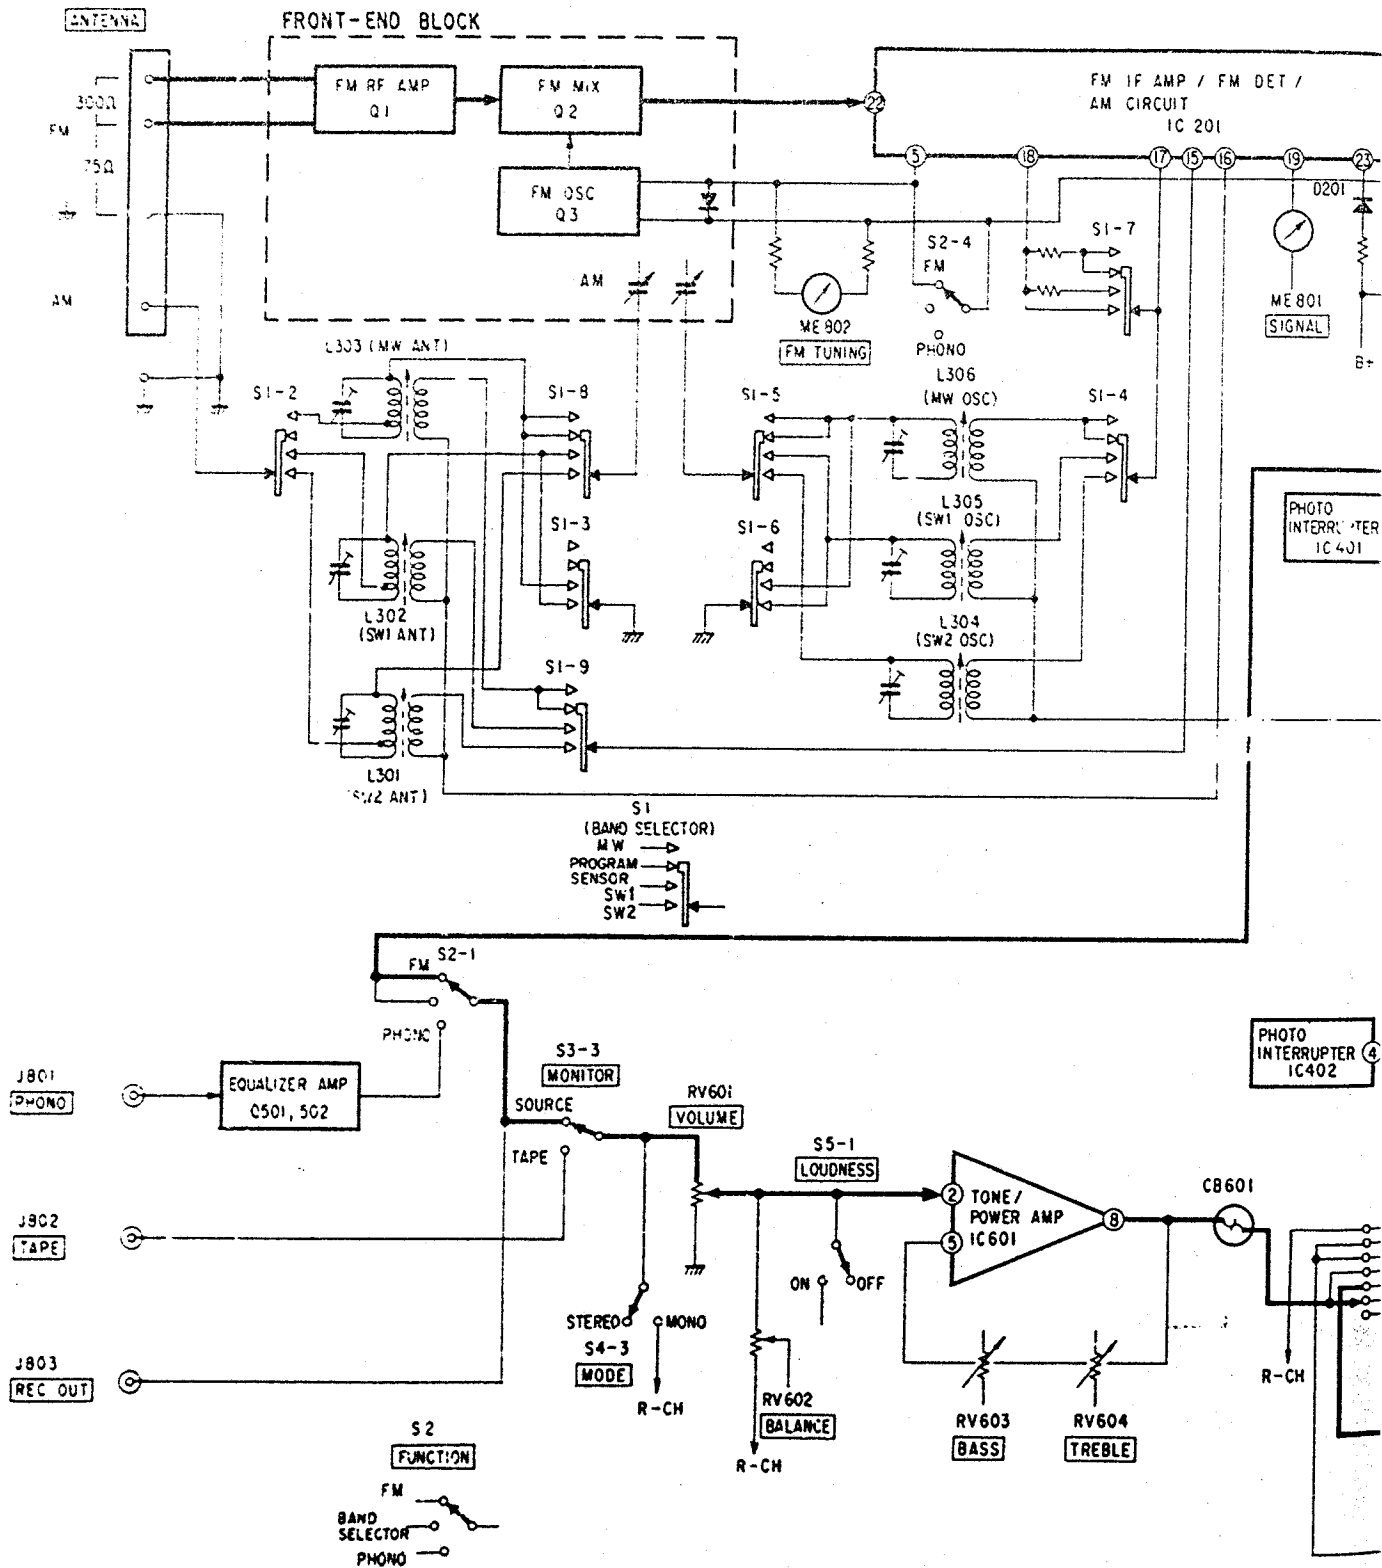 ANTENNA
FRONT-END BLOCK
FM RF AMP
Q1
FM MIX
Q2
FM OSC
Q3
300Ω
FM
75Ω
AM
AM
22
FM IF AMP / FM DET /
AM CIRCUIT
IC 201
5
18
17
15
16
19
23
D201
S2-4
FM
PHONO
S1-7
ME802
FM TUNING
ME801
SIGNAL
B+
L303 (MW ANT)
S1-2
S1-8
S1-5
L306
(MW OSC)
S1-4
S1-3
S1-6
L305
(SW1 OSC)
PHOTO
IC401
L302
(SW1 ANT)
L304
(SW2 OSC)
S1-9
L301
(SW2 ANT)
S1
(BAND SELECTOR)
MW
PROGRAM
SENSOR
SW1
SW2
FM
S2-1
PHONO
J801
PHONO
EQUALIZER AMP
Q501, 502
S3-3
MONITOR
SOURCE
TAPE
RV601
VOLUME
S5-1
LOUDNESS
ON
OFF
2
5
8
TONE/
POWER AMP
IC601
CB601
PHOTO
INTERRUPTER
IC402
4
J802
TAPE
STEREO
MONO
S4-3
MODE
R-CH
RV602
BALANCE
R-CH
RV603
BASS
RV604
TREBLE
R-CH
J803
REC OUT
S2
FUNCTION
FM
BAND
SELECTOR
PHONO